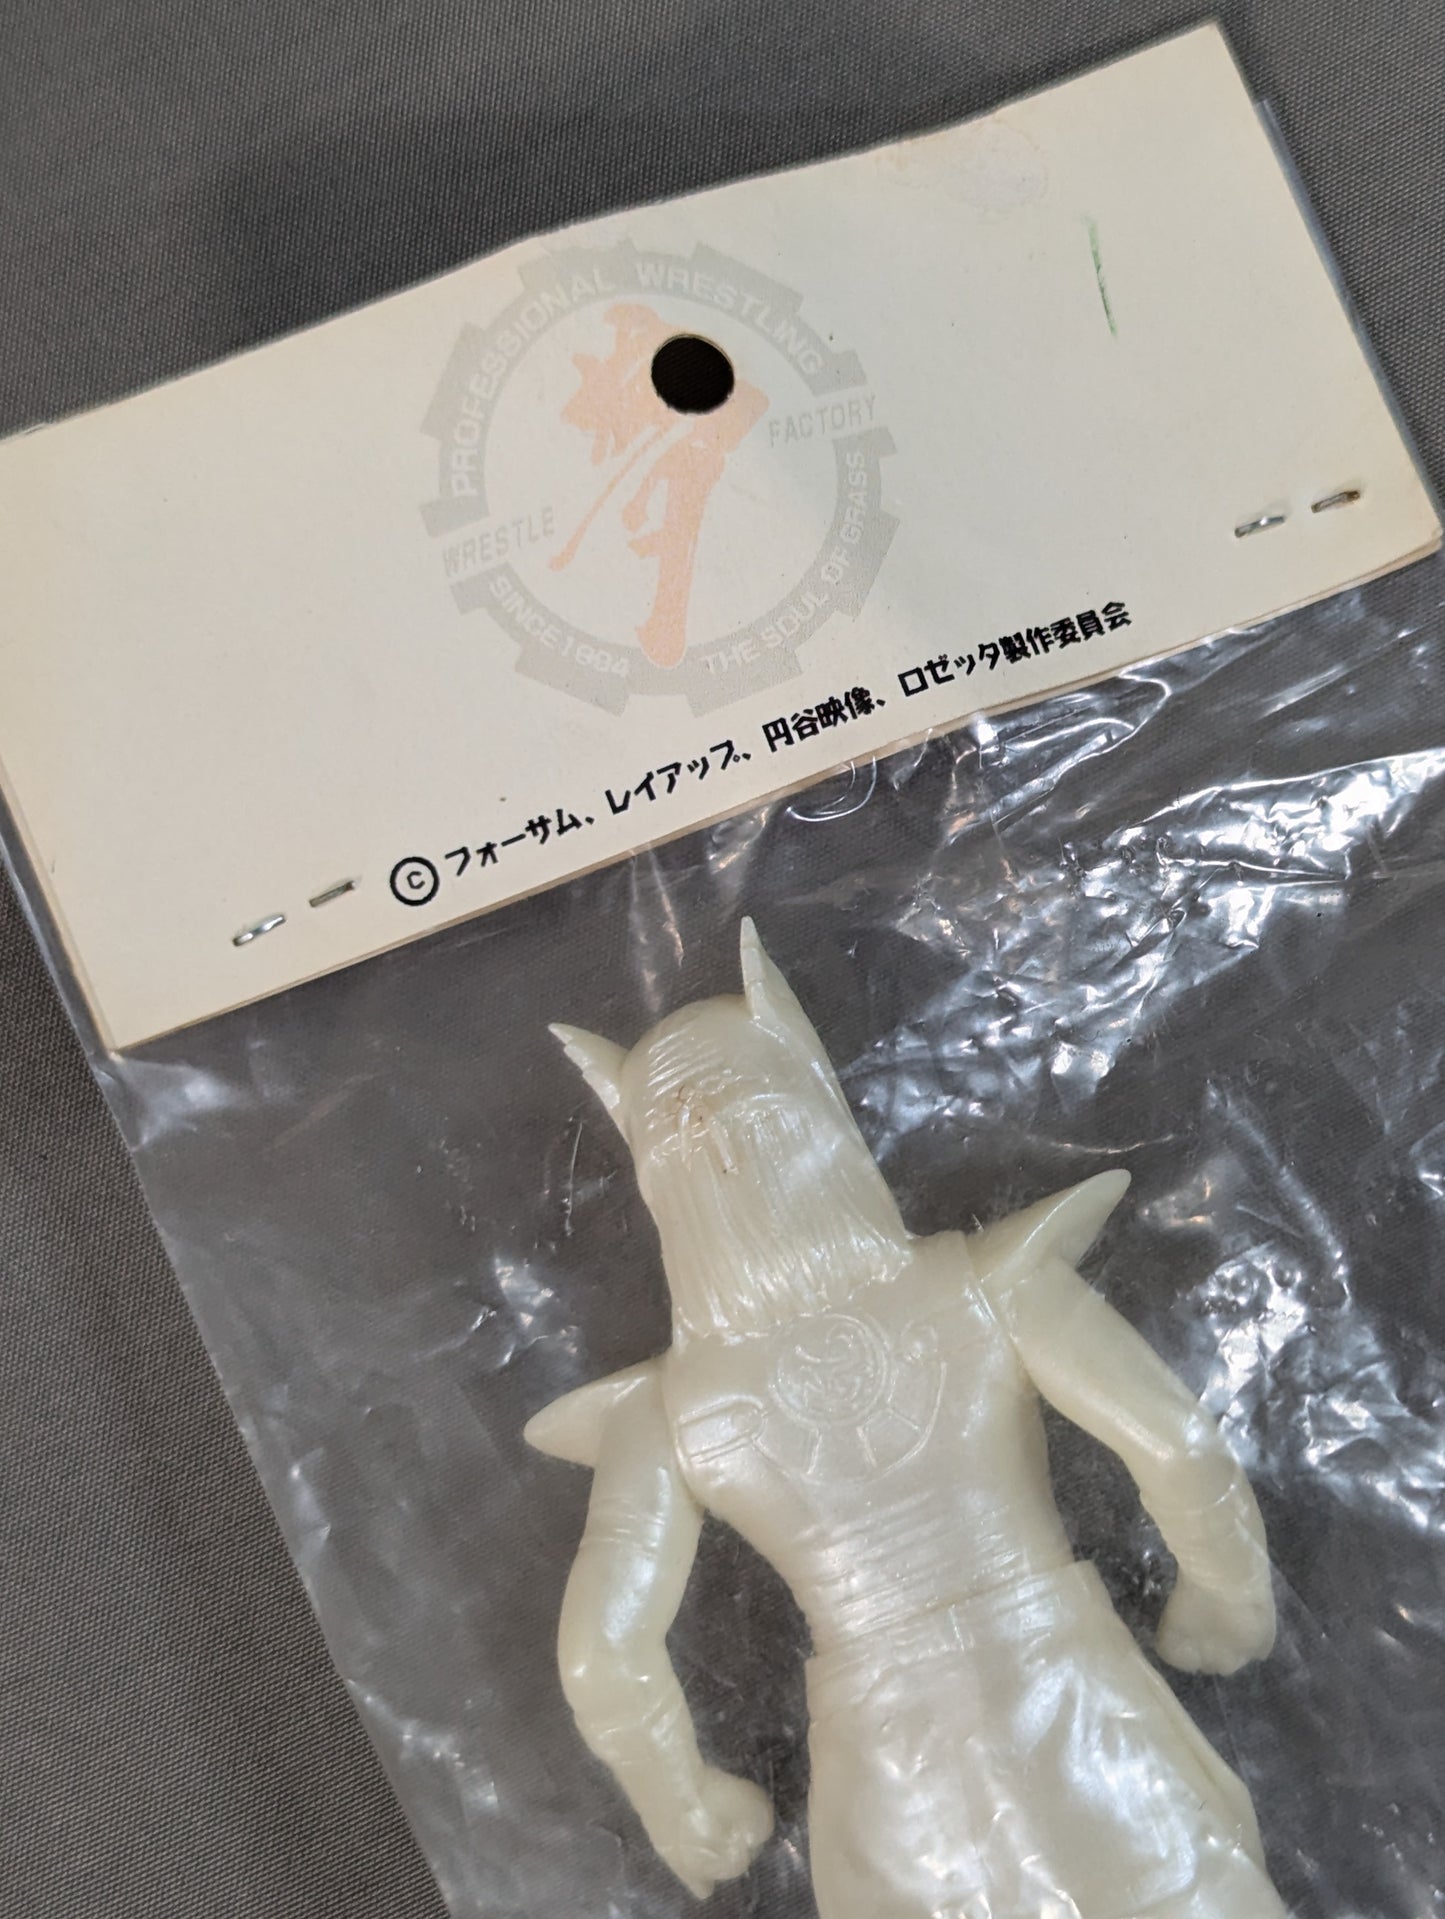 PROFESSIONAL WRESTLING
WRESTLE FACTORY
SINCE 1994 THE SOUL OF GRASS
©フォーサム、レイアップ、円谷映像、ロゼッタ製作委員会